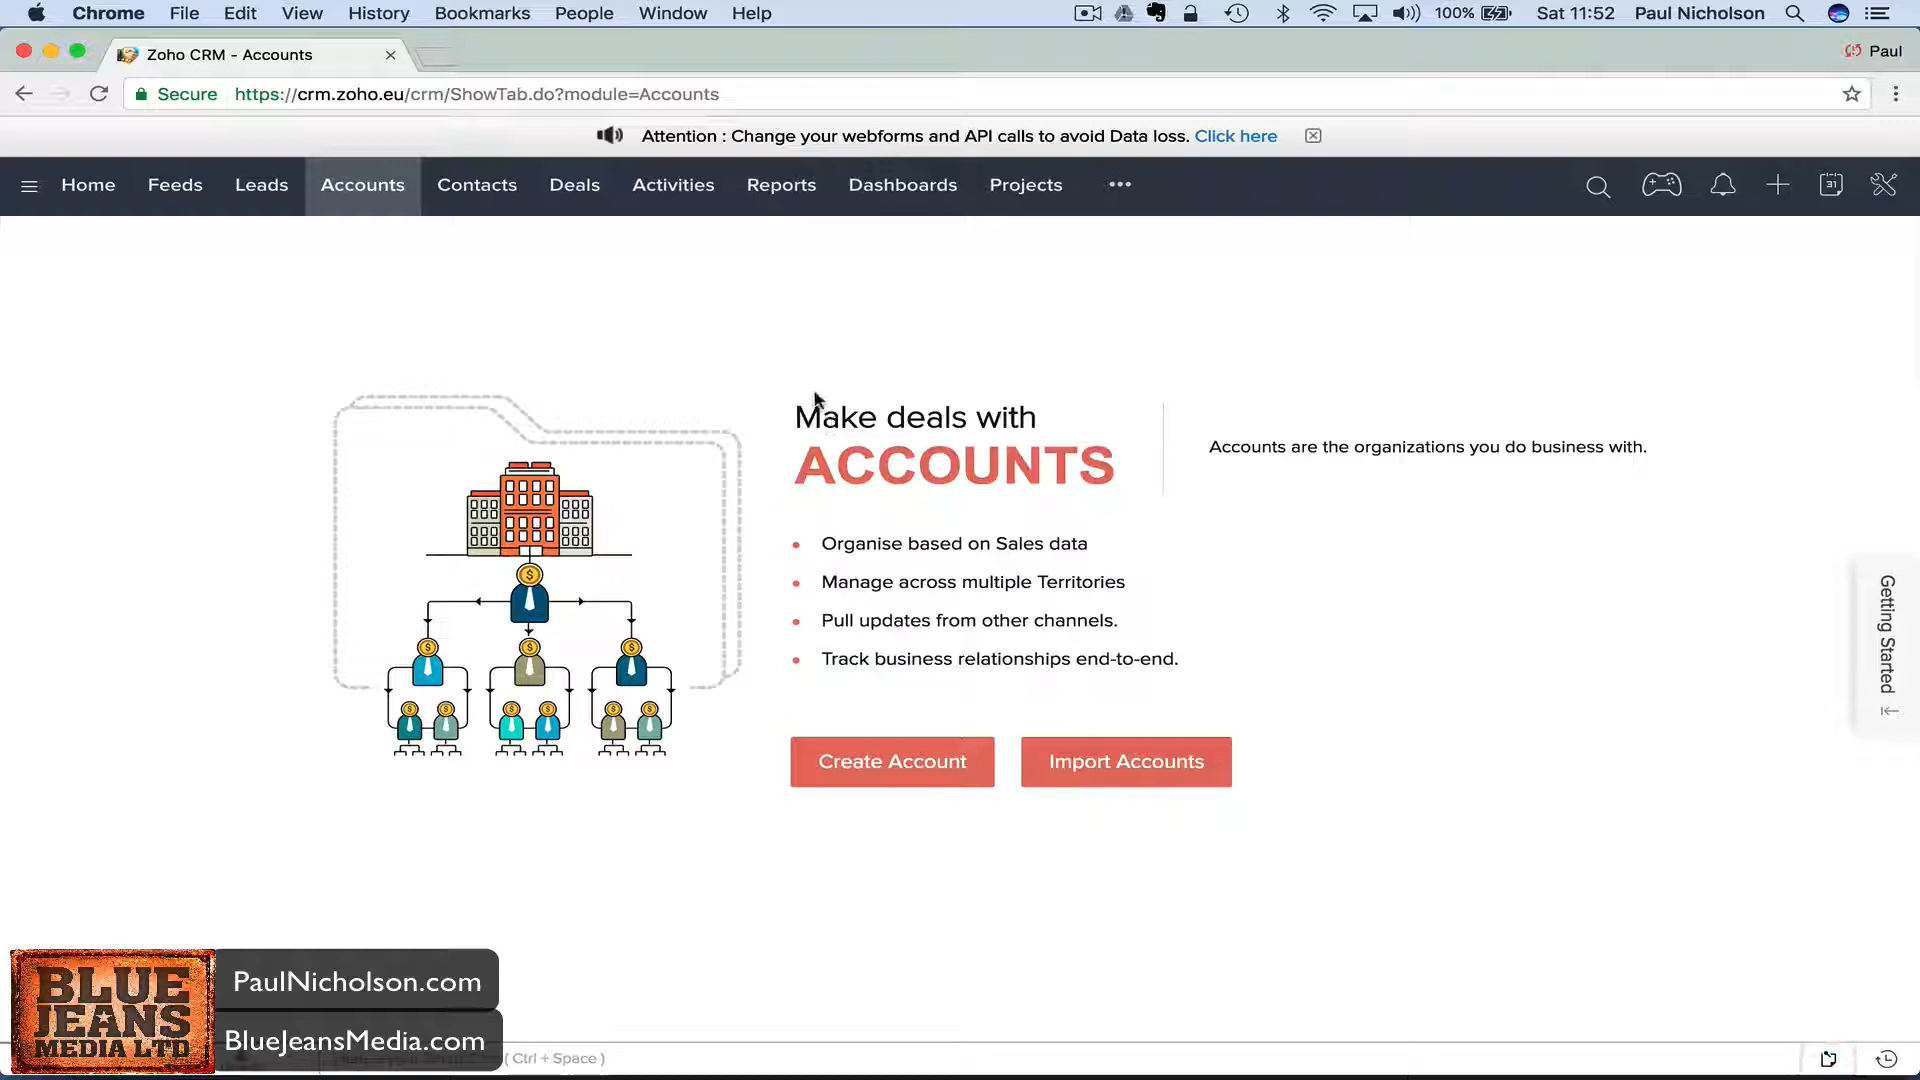 Chrome File Edit View History Bookmarks People Window Help 100% Sat 11:52 Paul Nicholson
Zoho CRM - Accounts Paul
Secure https://crm.zoho.eu/crm/ShowTab.do?module=Accounts
Attention : Change your webforms and API calls to avoid Data loss. Click here
Home Feeds Leads Accounts Contacts Deals Activities Reports Dashboards Projects 31
Make deals with
ACCOUNTS
Accounts are the organizations you do business with.
Organise based on Sales data
Manage across multiple Territories
Pull updates from other channels.
Track business relationships end-to-end.
Create Account Import Accounts
Getting Started
BLUE
JEANS
MEDIA LTD
PaulNicholson.com
BlueJeansMedia.com
( Ctrl + Space )